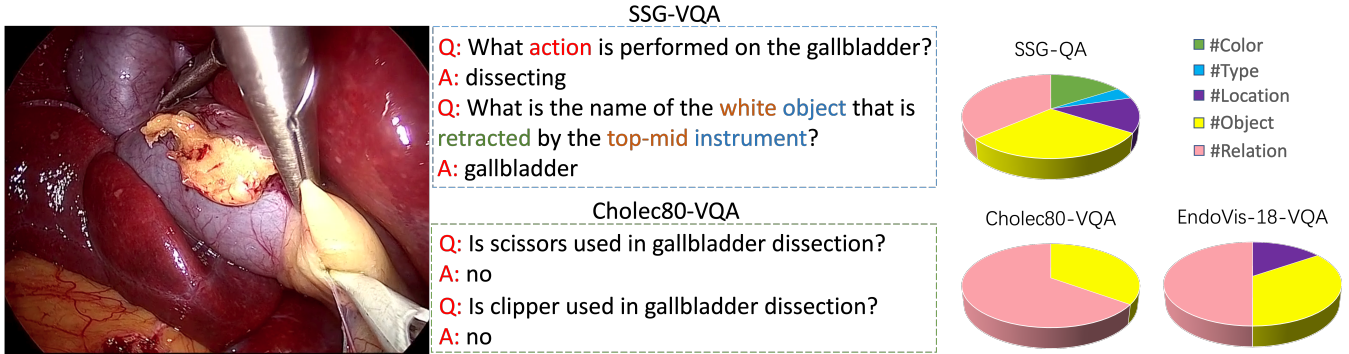 SSG-VQA
Q: What action is performed on the gallbladder?
A: dissecting
Q: What is the name of the white object that is
retracted by the top-mid instrument?
A: gallbladder
Cholec80-VQA
Q: Is scissors used in gallbladder dissection?
A: no
Q: Is clipper used in gallbladder dissection?
A: no
SSG-QA
#Color
#Type
#Location
#Object
#Relation
Cholec80-VQA
EndoVis-18-VQA